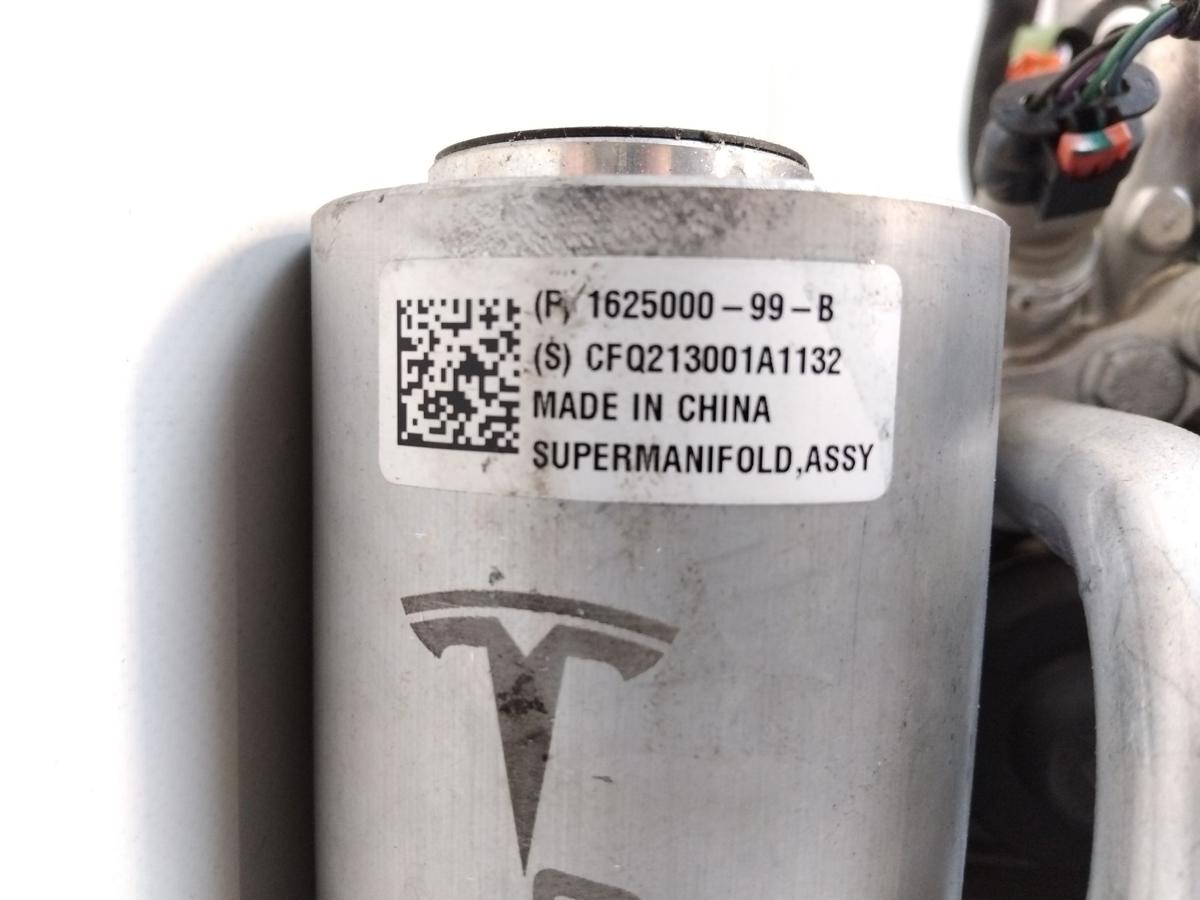 (P) 1625000-99-B
(S) CFQ213001A1132
MADE IN CHINA
SUPERMANIFOLD,ASSY